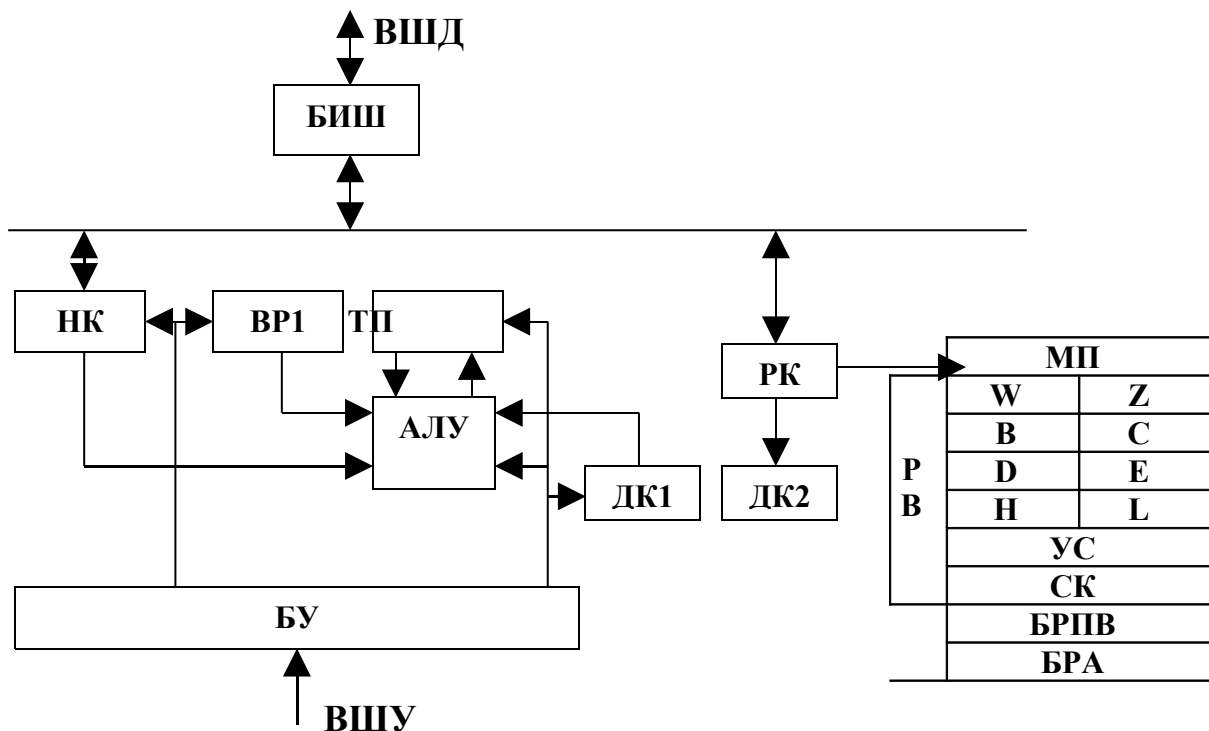 ВШД
БИШ
НК ВР1 ТП
РК МП
W Z
АЛУ B C
Р D E
ДК1 ДК2 В H L
УС
СК
БУ БРПВ
БРА
ВШУ